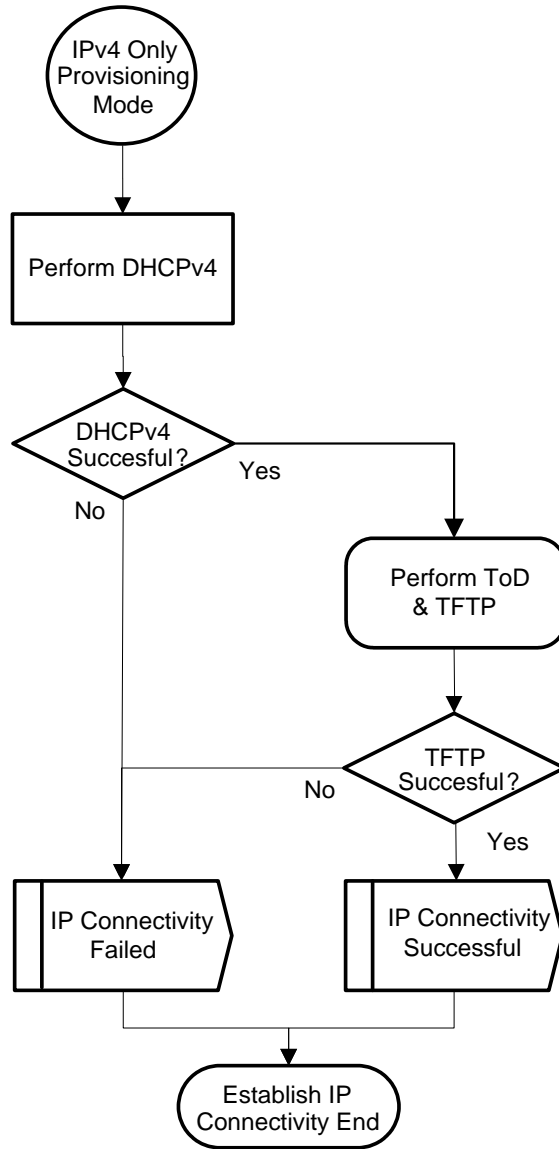 IPv4 Only
Provisioning
Mode
Perform DHCPv4
DHCPv4
Succesful?
Yes
No
Perform ToD
& TFTP
TFTP
Succesful?
No
Yes
IP Connectivity
Failed
IP Connectivity
Successful
Establish IP
Connectivity End